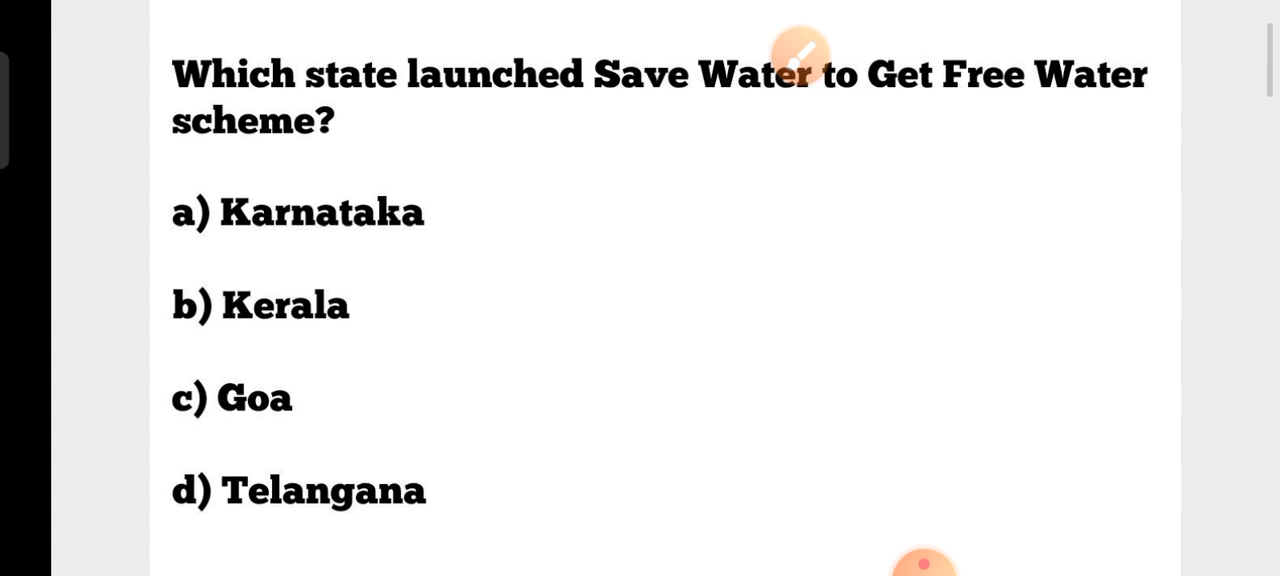 Which state launched Save Water to Get Free Water
scheme?
a) Karnataka
b) Kerala
c) Goa
d) Telangana